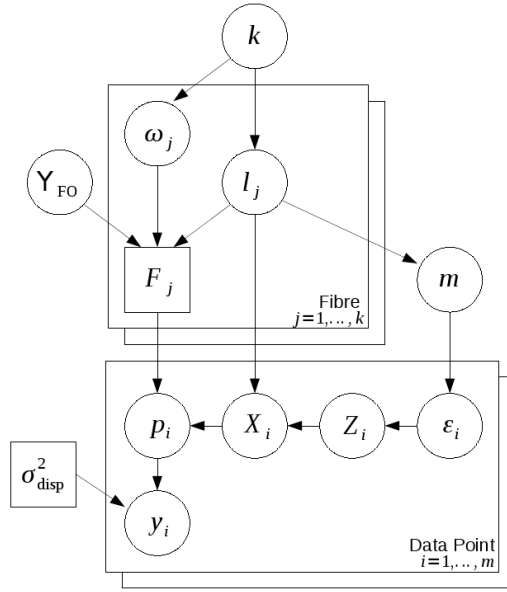 k
ω_j
Υ_FO
l_j
F_j
m
Fibre
j=1,..., k
p_i
X_i
Z_i
ε_i
σ²_disp
y_i
Data Point
i=1,..., m